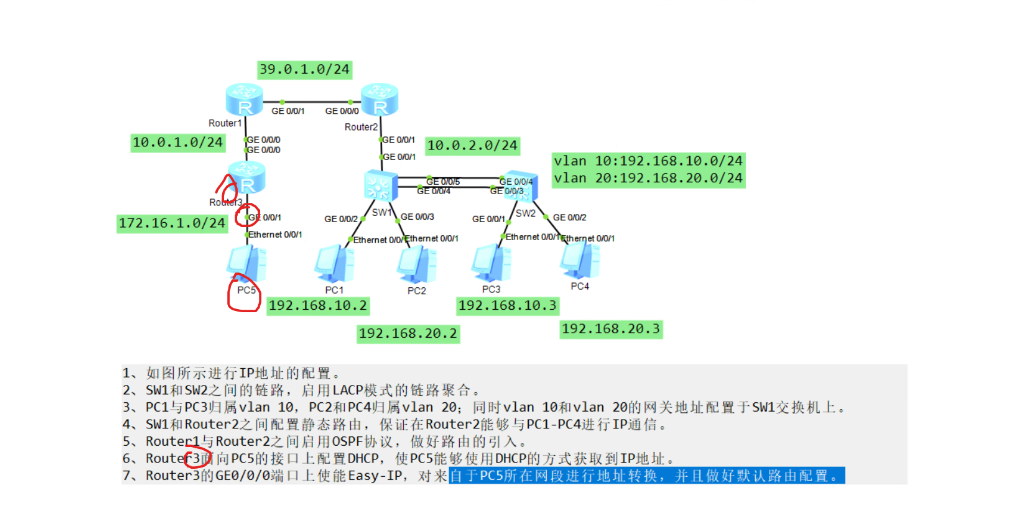 39.0.1.0/24
GE 0/0/1
GE 0/0/0
Router1
Router2
10.0.1.0/24
GE 0/0/0
GE 0/0/0
GE 0/0/1
GE 0/0/1
10.0.2.0/24
vlan 10:192.168.10.0/24
vlan 20:192.168.20.0/24
GE 0/0/5
GE 0/0/4
GE 0/0/4
GE 0/0/3
Router3
SW1
SW2
172.16.1.0/24
GE 0/0/1
GE 0/0/2
GE 0/0/3
GE 0/0/1
GE 0/0/2
Ethernet 0/0/1
Ethernet 0/0/1
Ethernet 0/0/1
Ethernet 0/0/1
Ethernet 0/0/1
PC5
PC1
PC2
PC3
PC4
192.168.10.2
192.168.10.3
192.168.20.2
192.168.20.3
1、如图所示进行IP地址的配置。
2、SW1和SW2之间的链路，启用LACP模式的链路聚合。
3、PC1与PC3归属vlan 10，PC2和PC4归属vlan 20；同时vlan 10和vlan 20的网关地址配置于SW1交换机上。
4、SW1和Router2之间配置静态路由，保证在Router2能够与PC1-PC4进行IP通信。
5、Router1与Router2之间启用OSPF协议，做好路由的引入。
6、Router3面向PC5的接口上配置DHCP，使PC5能够使用DHCP的方式获取到IP地址。
7、Router3的GE0/0/0端口上使能Easy-IP，对来自于PC5所在网段进行地址转换，并且做好默认路由配置。